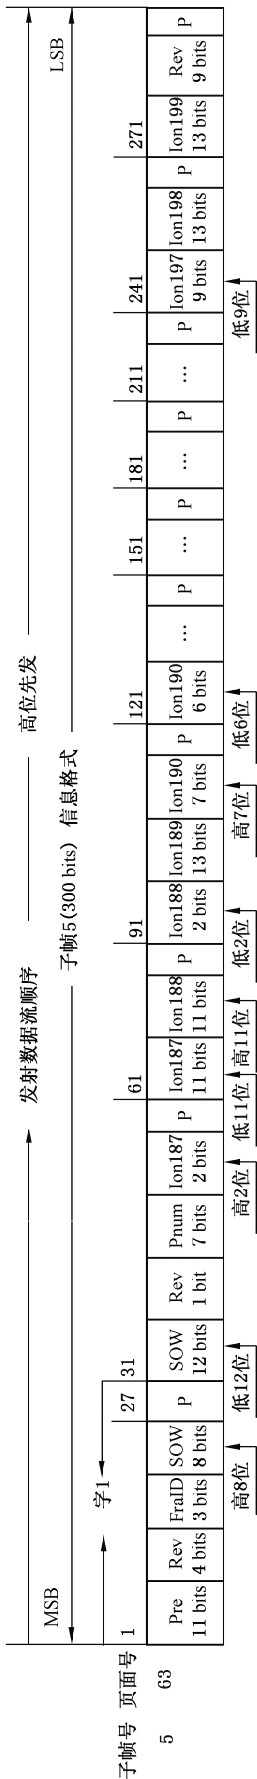 发射数据流顺序 高位先发
MSB 子帧5(300 bits) 信息格式 LSB
字1
子帧号 页面号 1 27 31 61 91 121 151 181 211 241 271
5 63
Pre 11 bits
Rev 4 bits
FraID 3 bits
SOW 8 bits
P
SOW 12 bits
Rev 1 bit
Pnum 7 bits
Ion187 2 bits
P
Ion187 11 bits
Ion188 11 bits
P
Ion188 2 bits
Ion189 13 bits
Ion190 7 bits
P
Ion190 6 bits
…
P
…
P
…
P
…
P
Ion197 9 bits
Ion198 13 bits
P
Ion199 13 bits
Rev 9 bits
P
高8位 低12位 高2位 低11位 高11位 低2位 高7位 低6位 低9位